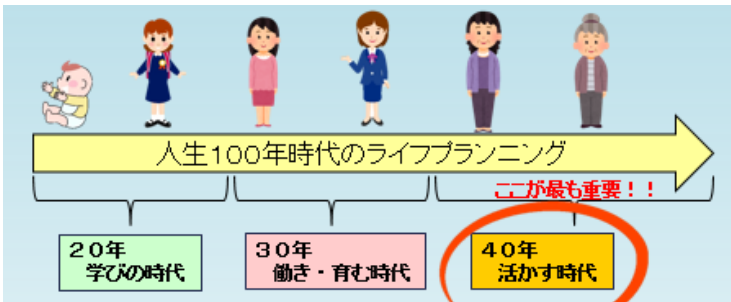 人生100年時代のライフプランニング
ここが最も重要！！
20年
学びの時代
30年
働き・育む時代
40年
活かす時代